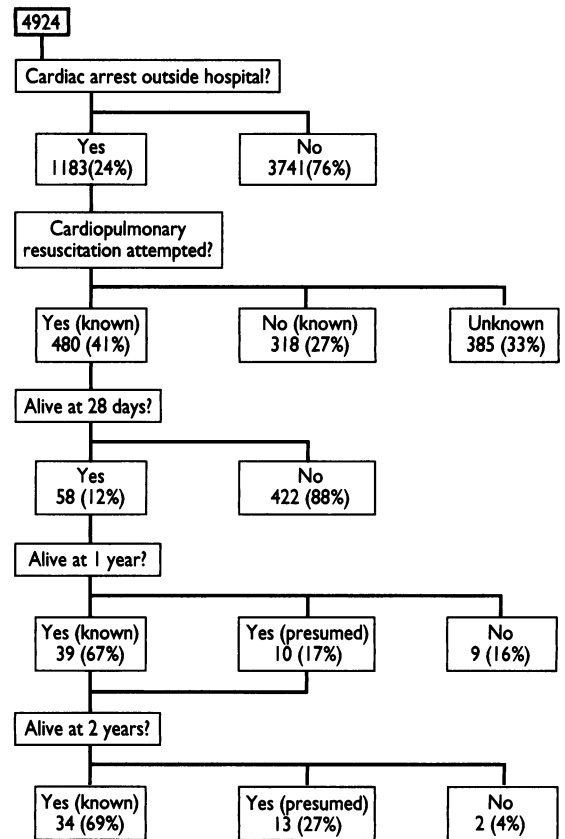 4924
Cardiac arrest outside hospital?
Yes
1183(24%)
No
3741(76%)
Cardiopulmonary
resuscitation attempted?
Yes (known)
480 (41%)
No (known)
318 (27%)
Unknown
385 (33%)
Alive at 28 days?
Yes
58 (12%)
No
422 (88%)
Alive at 1 year?
Yes (known)
39 (67%)
Yes (presumed)
10 (17%)
No
9 (16%)
Alive at 2 years?
Yes (known)
34 (69%)
Yes (presumed)
13 (27%)
No
2 (4%)